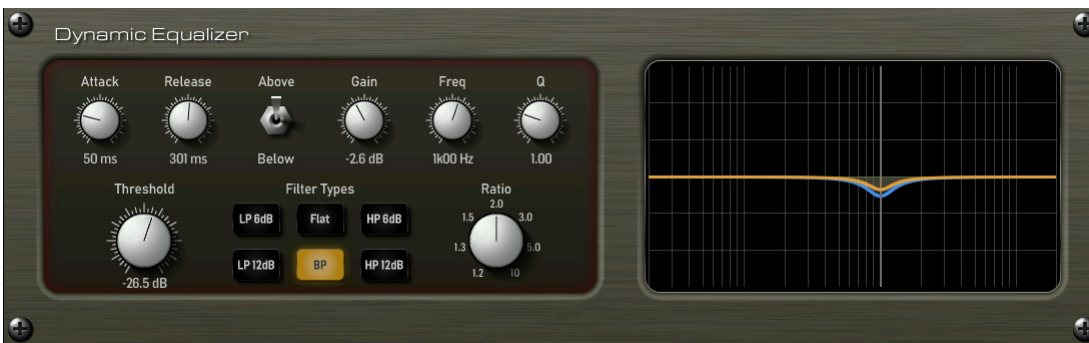 Dynamic Equalizer
Attack Release Above Gain Freq Q
50 ms 301 ms Below -2.6 dB 1k00 Hz 1.00
Threshold Filter Types Ratio
2.0
LP 6dB Flat HP 6dB 1.5 3.0
1.3 5.0
LP 12dB BP HP 12dB 1.2 10
-26.5 dB